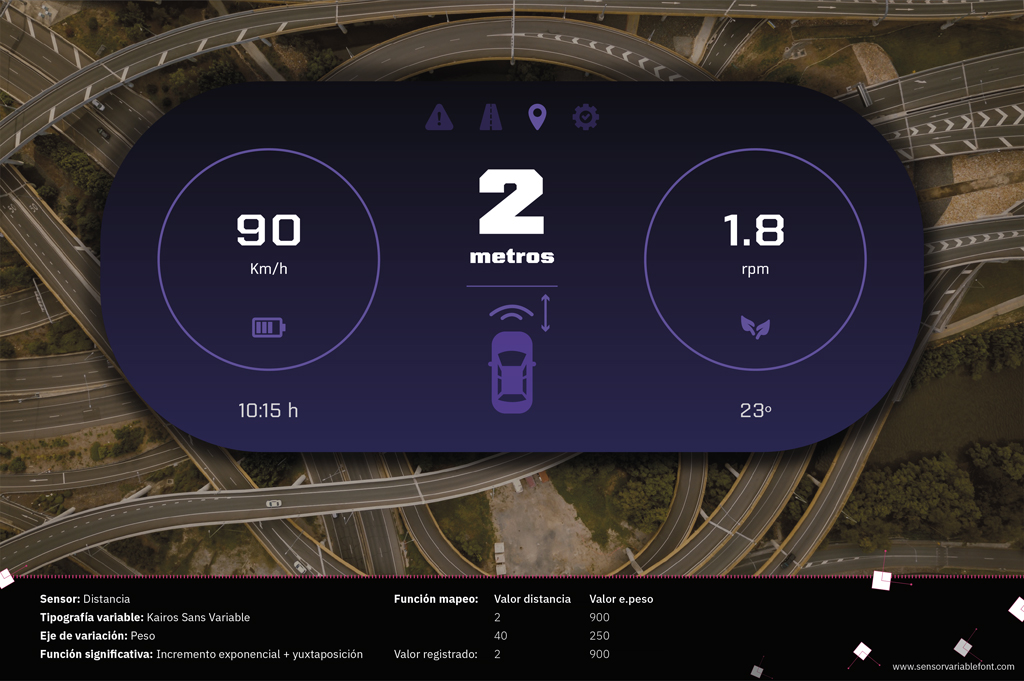 2
metros
90
Km/h
1.8
rpm
10:15 h
23º
Sensor: Distancia
Tipografía variable: Kairos Sans Variable
Eje de variación: Peso
Función significativa: Incremento exponencial + yuxtaposición
Función mapeo: Valor distancia Valor e.peso
2 900
40 250
Valor registrado: 2 900
www.sensorvariablefont.com